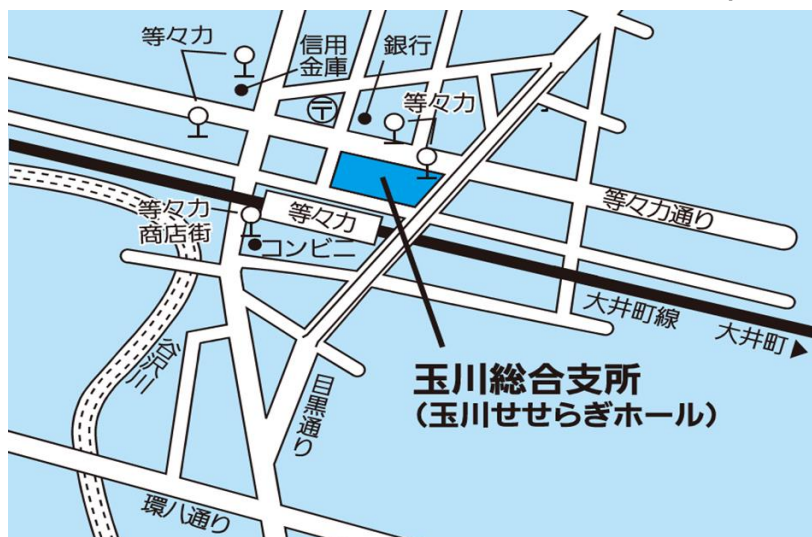 等々力
信用
金庫
銀行
〒
等々力
等々力
商店街
等々力
コンビニ
等々力通り
大井町線
大井町▶
谷沢川
目黒通り
玉川総合支所
(玉川せせらぎホール)
環八通り